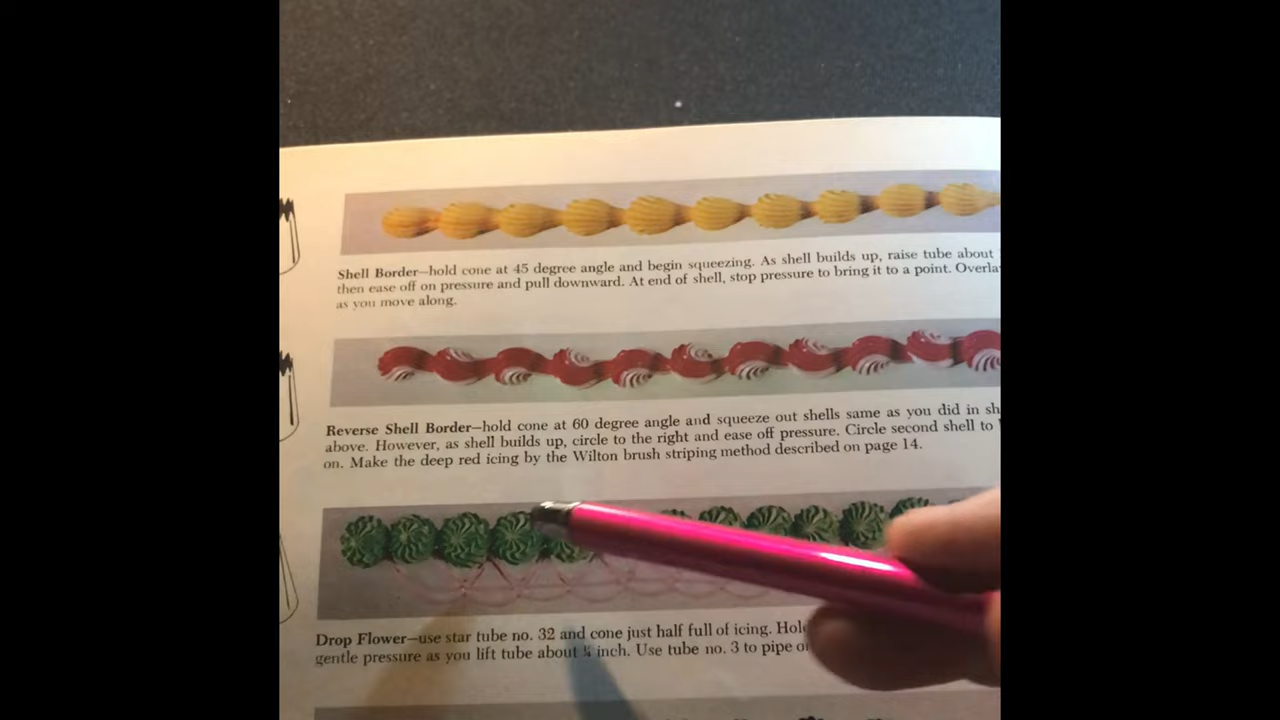 Shell Border—hold cone at 45 degree angle and begin squeezing. As shell builds up, raise tube about
then ease off on pressure and pull downward. At end of shell, stop pressure to bring it to a point.
as you move along.
Reverse Shell Border—hold cone at 60 degree angle and squeeze out shells same as you did in
above. However, as shell builds up, circle to the right and ease off pressure. Circle second shell to
on. Make the deep red icing by the Wilton brush striping method described on page 14.
Drop Flower—use star tube no. 32 and cone just half full of icing.
gentle pressure as you lift tube about ¼ inch. Use tube no. 3 to pipe